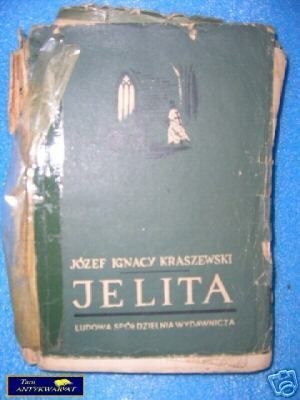 JÓZEF IGNACY KRASZEWSKI
JELITA
LUDOWA SPÓŁDZIELNIA WYDAWNICZA
Tani
ANTYKWARIAT